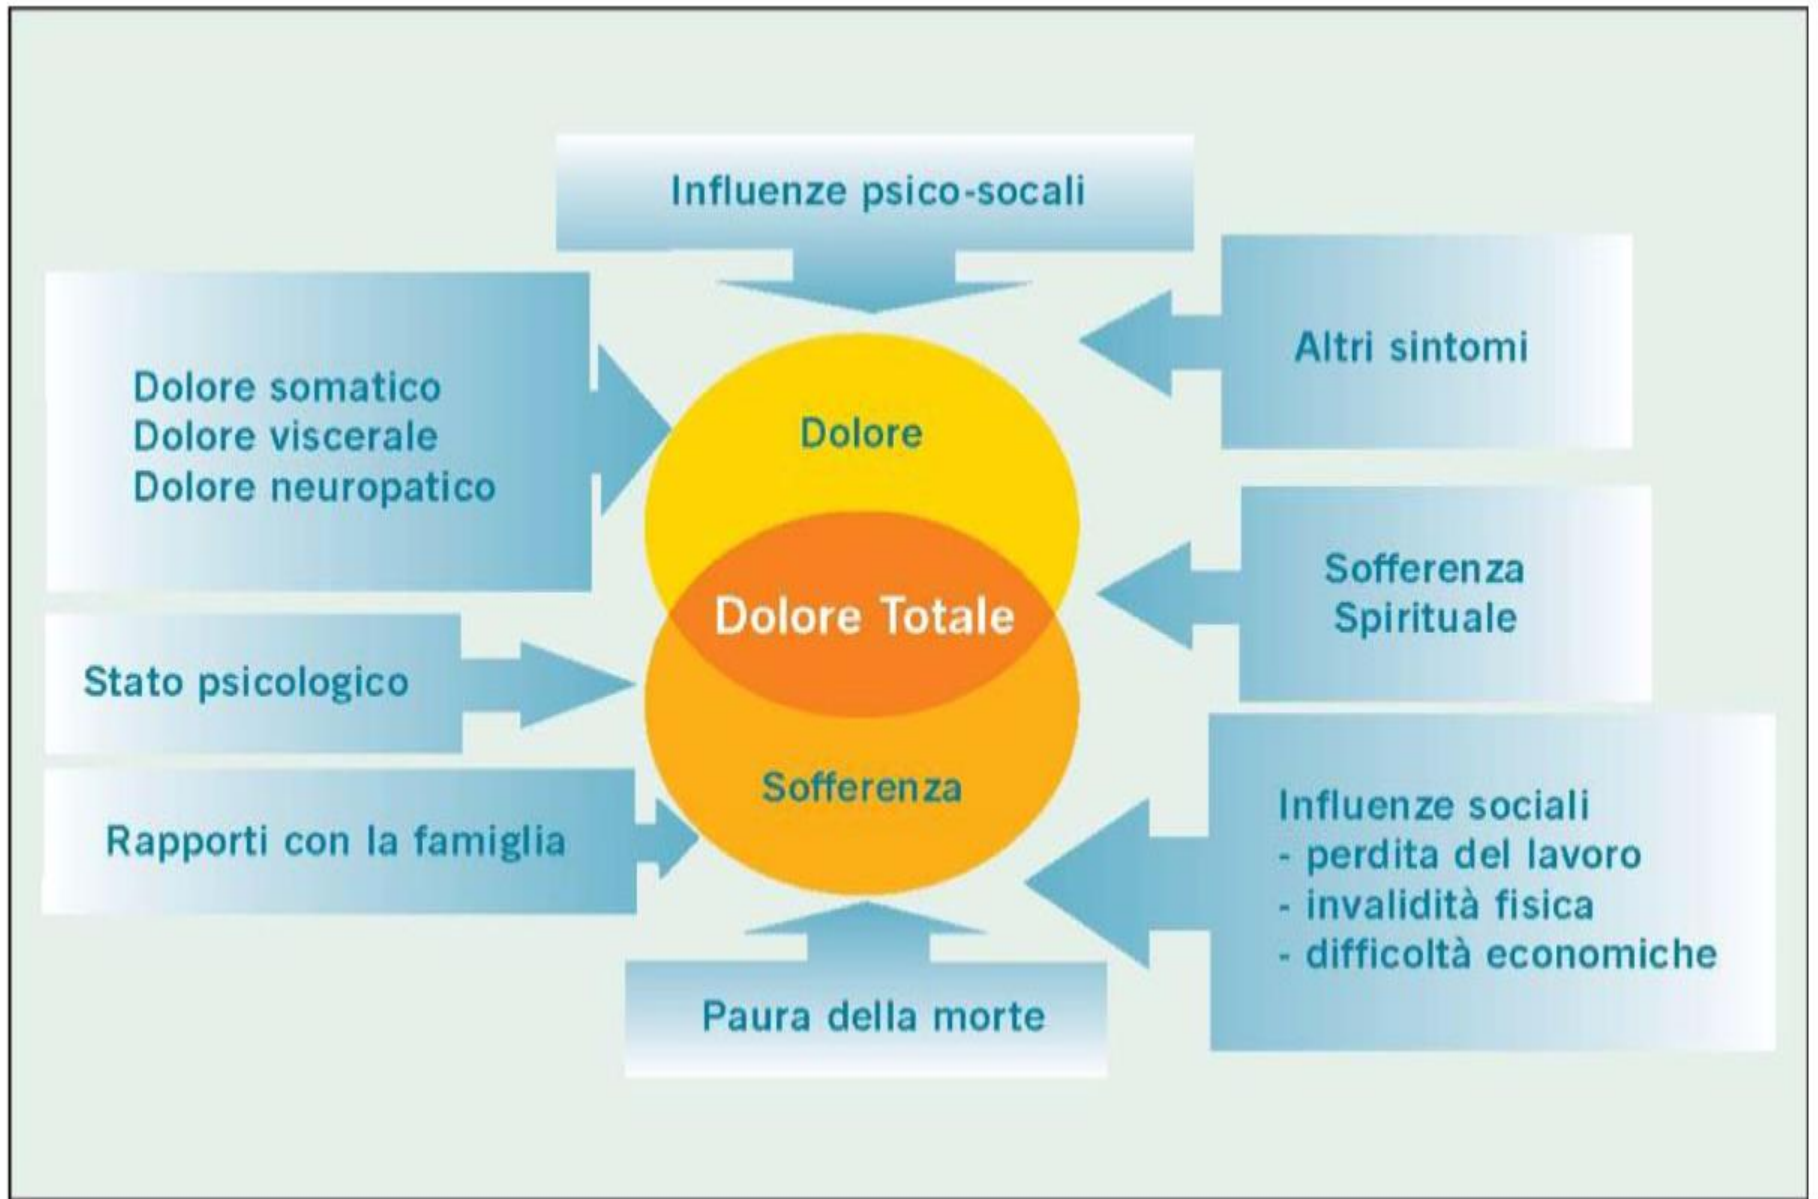 Influenze psico-socali
Dolore somatico
Dolore viscerale
Dolore neuropatico
Altri sintomi
Dolore
Dolore Totale
Sofferenza
Spirituale
Stato psicologico
Sofferenza
Rapporti con la famiglia
Influenze sociali
- perdita del lavoro
- invalidità fisica
- difficoltà economiche
Paura della morte